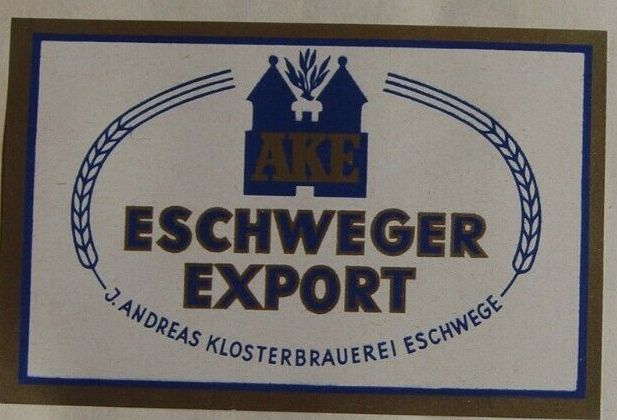 AKE
ESCHWEGER
EXPORT
J. ANDREAS KLOSTERBRAUEREI ESCHWEGE